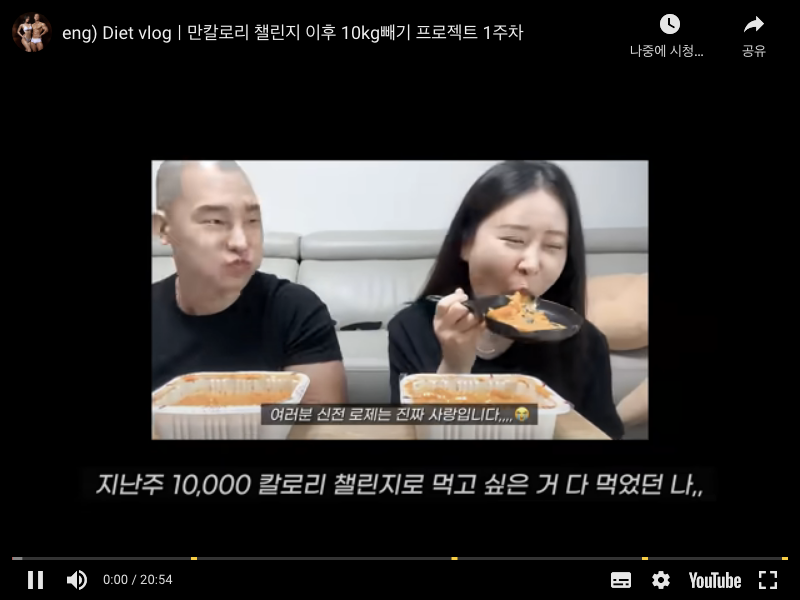 eng) Diet vlog | 만칼로리 챌린지 이후 10kg빼기 프로젝트 1주차
나중에 시청...
공유
여러분 신전 로제는 진짜 사랑입니다,,,,😭
지난주 10,000 칼로리 챌린지로 먹고 싶은 거 다 먹었던 나,,
0:00 / 20:54
YouTube